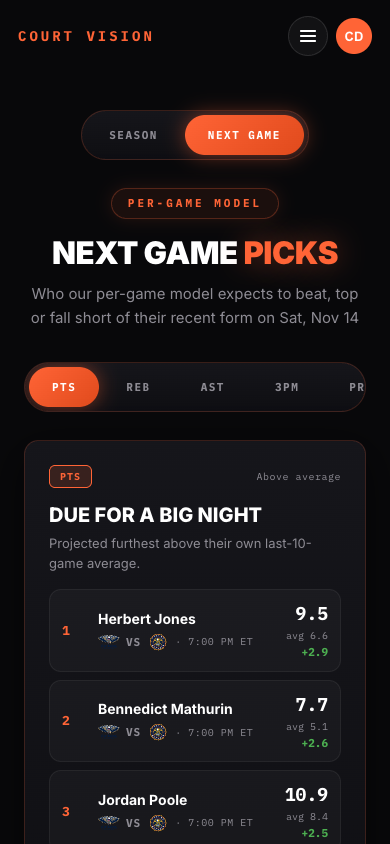 COURT VISION
CD
SEASON
NEXT GAME
PER-GAME MODEL
NEXT GAME PICKS
Who our per-game model expects to beat, top
or fall short of their recent form on Sat, Nov 14
PTS REB AST 3PM PR
PTS
Above average
DUE FOR A BIG NIGHT
Projected furthest above their own last-10-
game average.
1
Herbert Jones
VS · 7:00 PM ET
9.5
avg 6.6
+2.9
2
Bennedict Mathurin
VS · 7:00 PM ET
7.7
avg 5.1
+2.6
3
Jordan Poole
VS · 7:00 PM ET
10.9
avg 8.4
+2.5